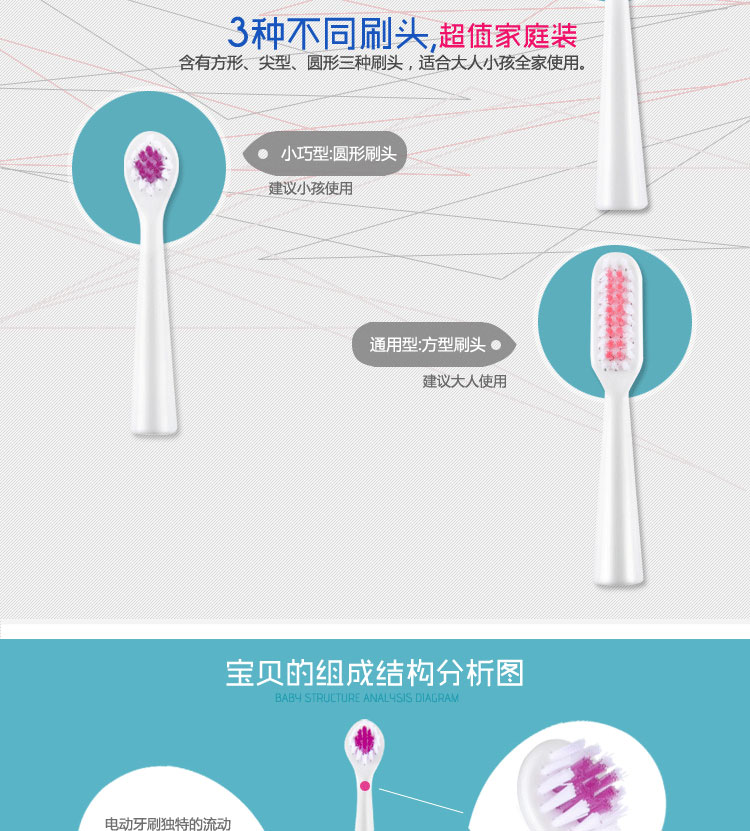 3种不同刷头,超值家庭装
含有方形、尖型、圆形三种刷头，适合大人小孩全家使用。
小巧型:圆形刷头
建议小孩使用
通用型:方型刷头
建议大人使用
宝贝的组成结构分析图
BABY STRUCTURE ANALYSIS DIAGRAM
电动牙刷独特的流动